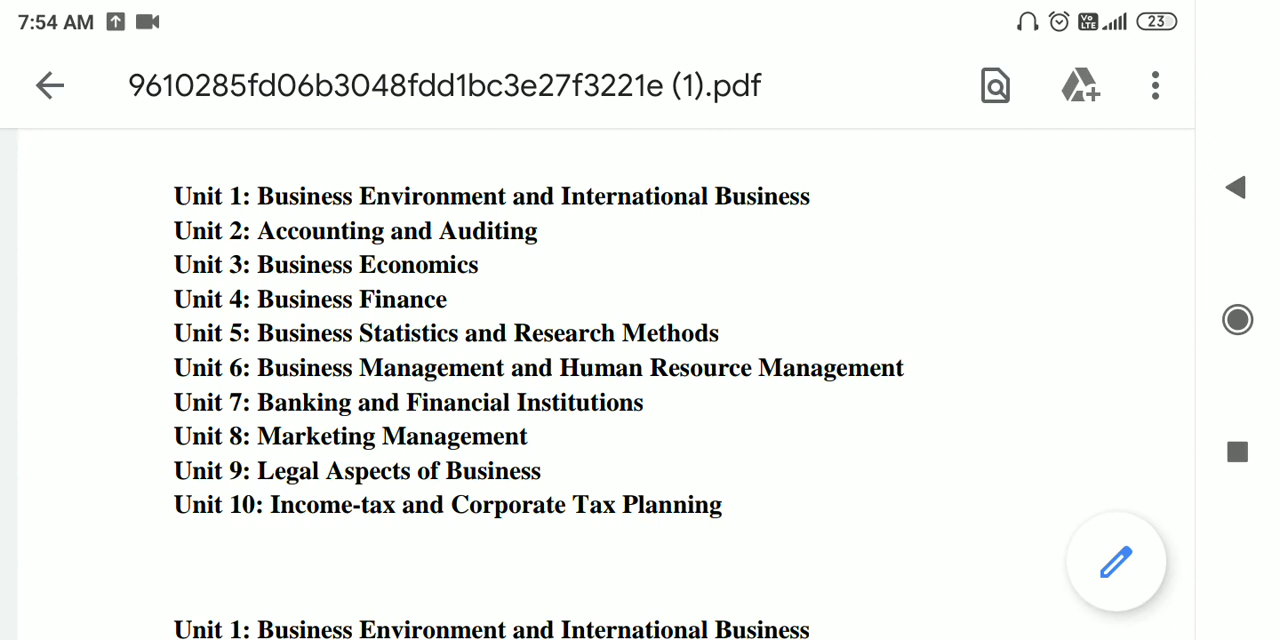 7:54 AM
Vo LTE
23
9610285fd06b3048fdd1bc3e27f3221e (1).pdf
Unit 1: Business Environment and International Business
Unit 2: Accounting and Auditing
Unit 3: Business Economics
Unit 4: Business Finance
Unit 5: Business Statistics and Research Methods
Unit 6: Business Management and Human Resource Management
Unit 7: Banking and Financial Institutions
Unit 8: Marketing Management
Unit 9: Legal Aspects of Business
Unit 10: Income-tax and Corporate Tax Planning
Unit 1: Business Environment and International Business